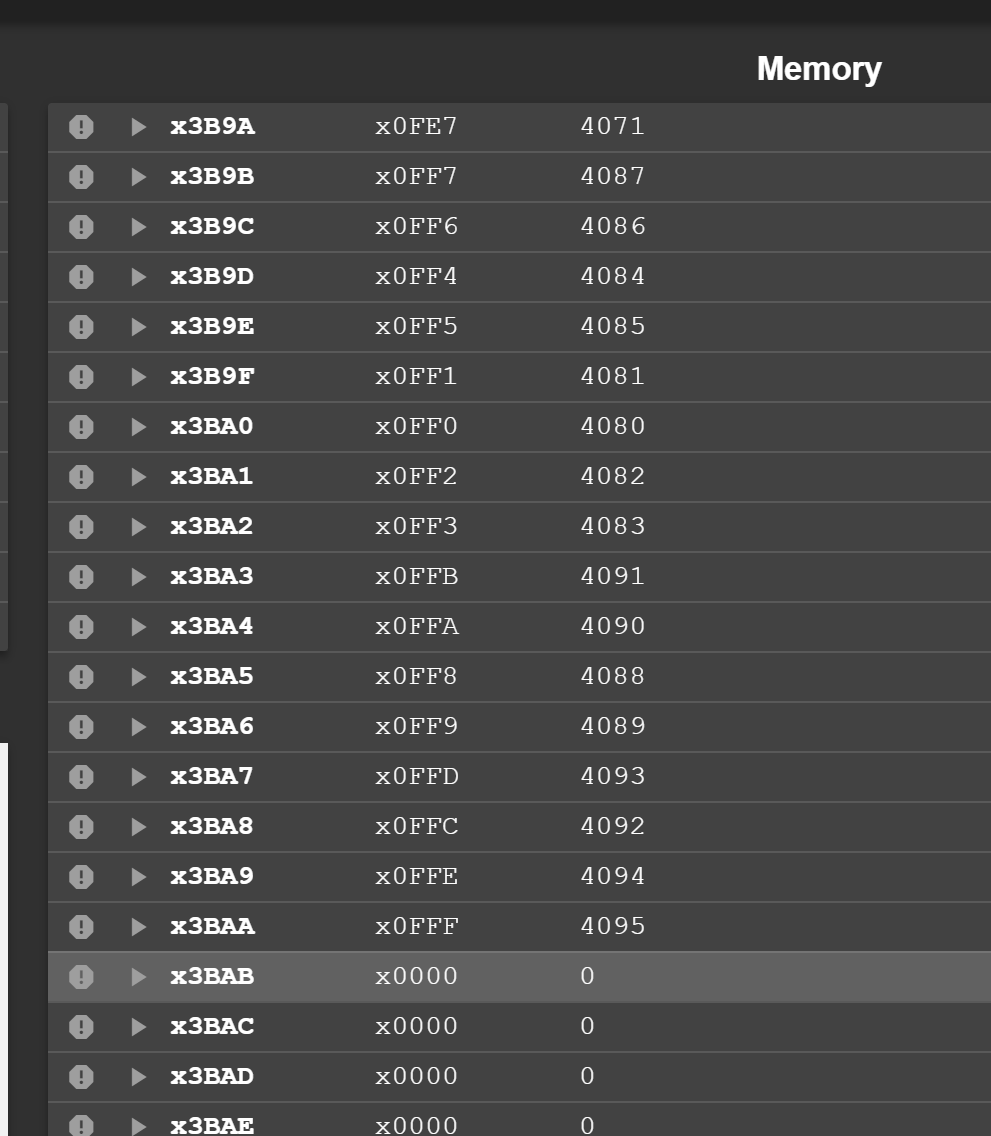 Memory
x3B9A x0FE7 4071
x3B9B x0FF7 4087
x3B9C x0FF6 4086
x3B9D x0FF4 4084
x3B9E x0FF5 4085
x3B9F x0FF1 4081
x3BA0 x0FF0 4080
x3BA1 x0FF2 4082
x3BA2 x0FF3 4083
x3BA3 x0FFB 4091
x3BA4 x0FFA 4090
x3BA5 x0FF8 4088
x3BA6 x0FF9 4089
x3BA7 x0FFD 4093
x3BA8 x0FFC 4092
x3BA9 x0FFE 4094
x3BAA x0FFF 4095
x3BAB x0000 0
x3BAC x0000 0
x3BAD x0000 0
x3BAE x0000 0